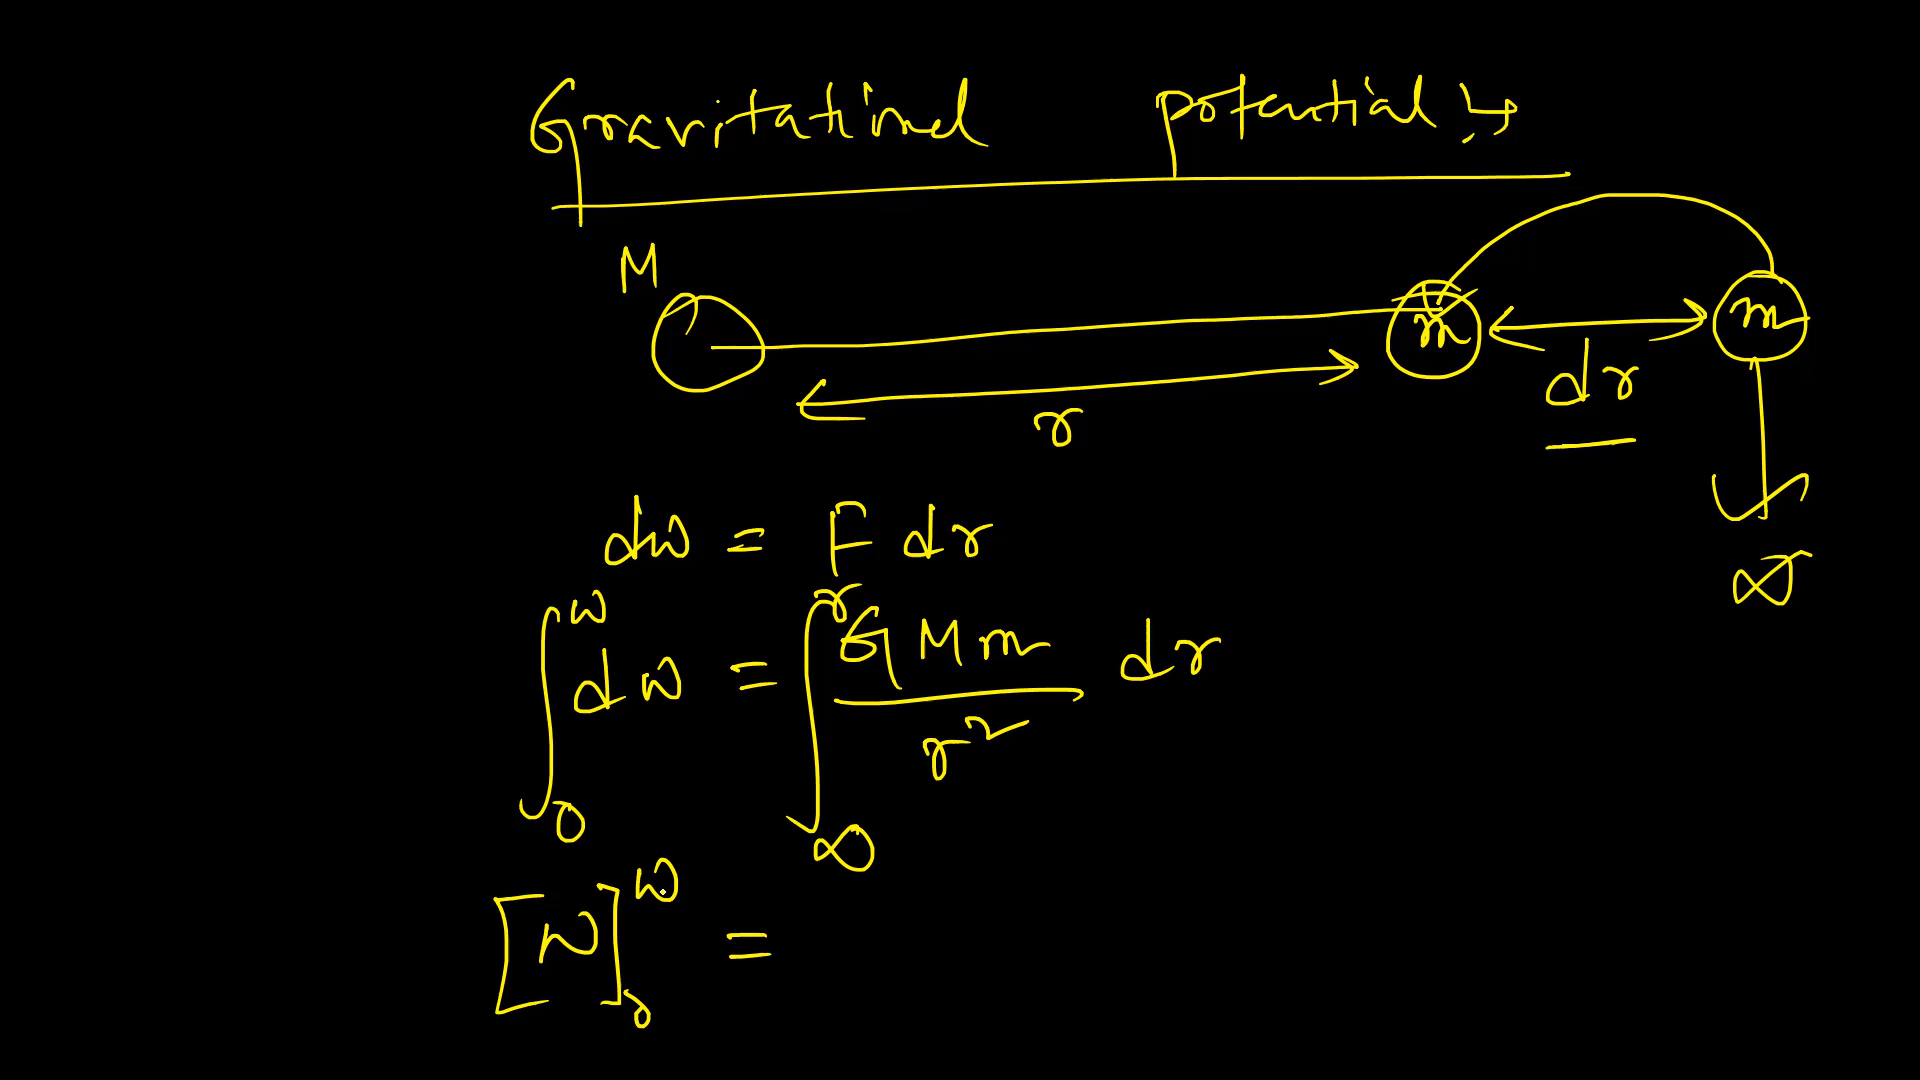 Gravitational potential :→
M
m m
r dr
∞
dw = F dr
∫₀ʷ dw = ∫∞ʳ GMm/r² dr
[W]₀ʷ =